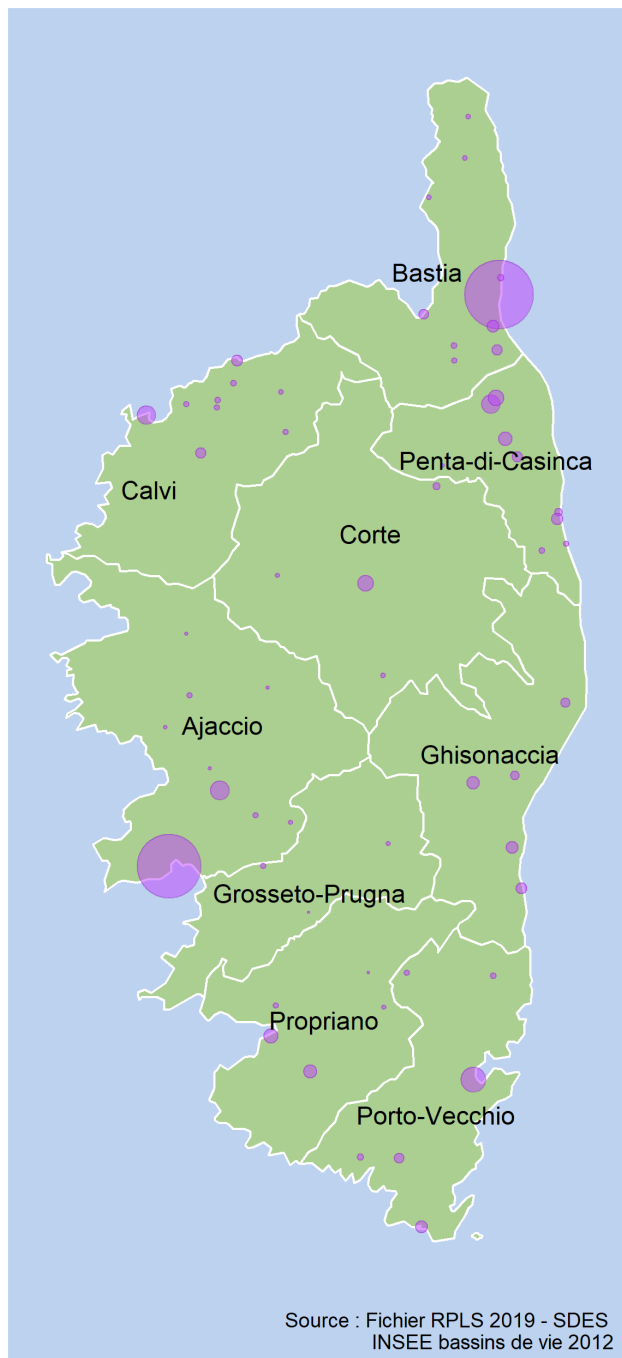 Bastia
Penta-di-Casinca
Calvi
Corte
Ajaccio
Ghisonaccia
Grosseto-Prugna
Propriano
Porto-Vecchio
Source : Fichier RPLS 2019 - SDES
INSEE bassins de vie 2012